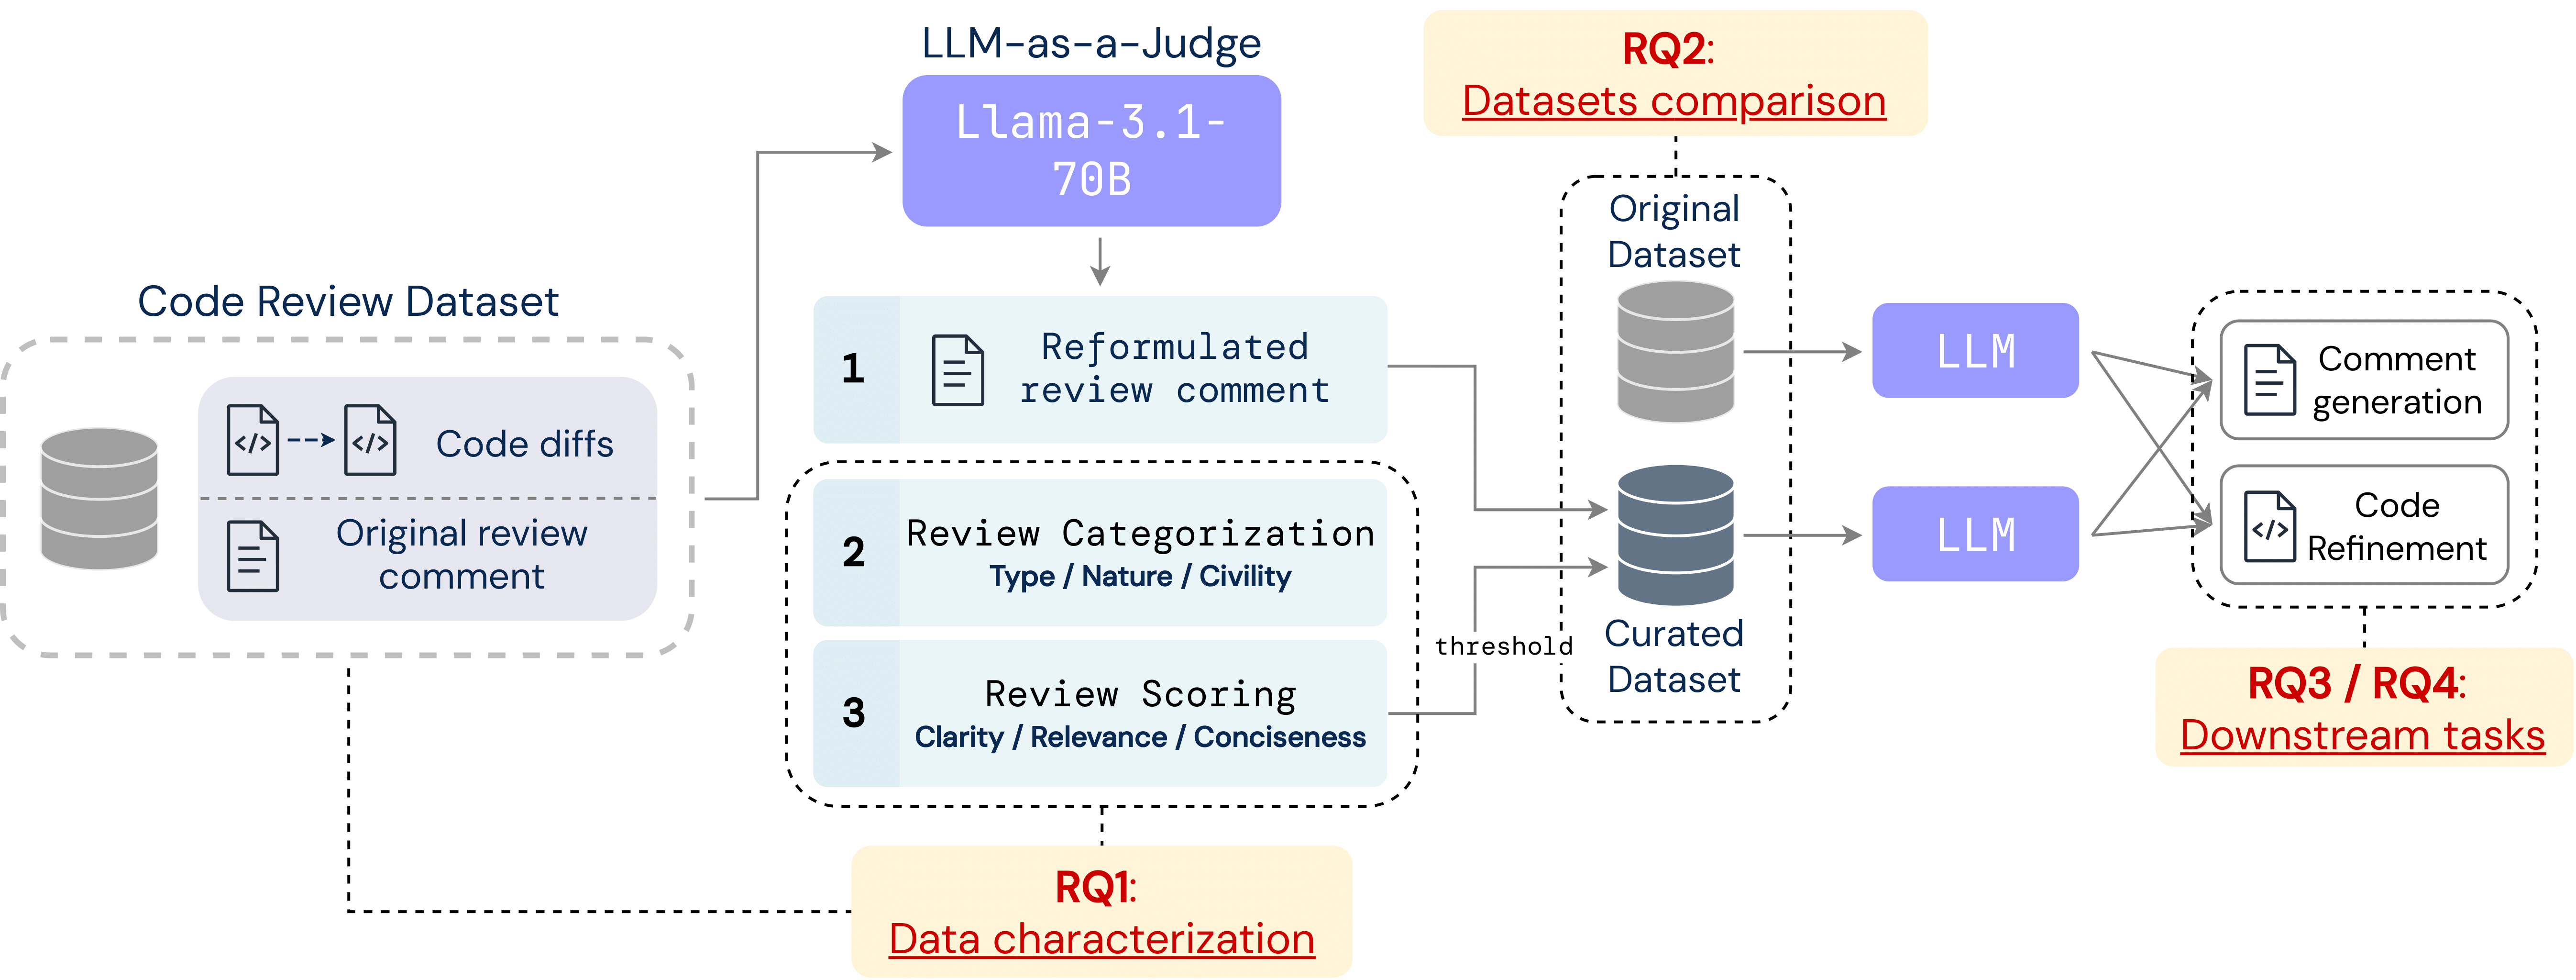 Code Review Dataset
Code diffs
Original review
comment
LLM-as-a-Judge
Llama-3.1-
70B
1
Reformulated
review comment
2
Review Categorization
Type / Nature / Civility
3
Review Scoring
Clarity / Relevance / Conciseness
threshold
RQ1:
Data characterization
RQ2:
Datasets comparison
Original
Dataset
Curated
Dataset
LLM
LLM
Comment
generation
Code
Refinement
RQ3 / RQ4:
Downstream tasks